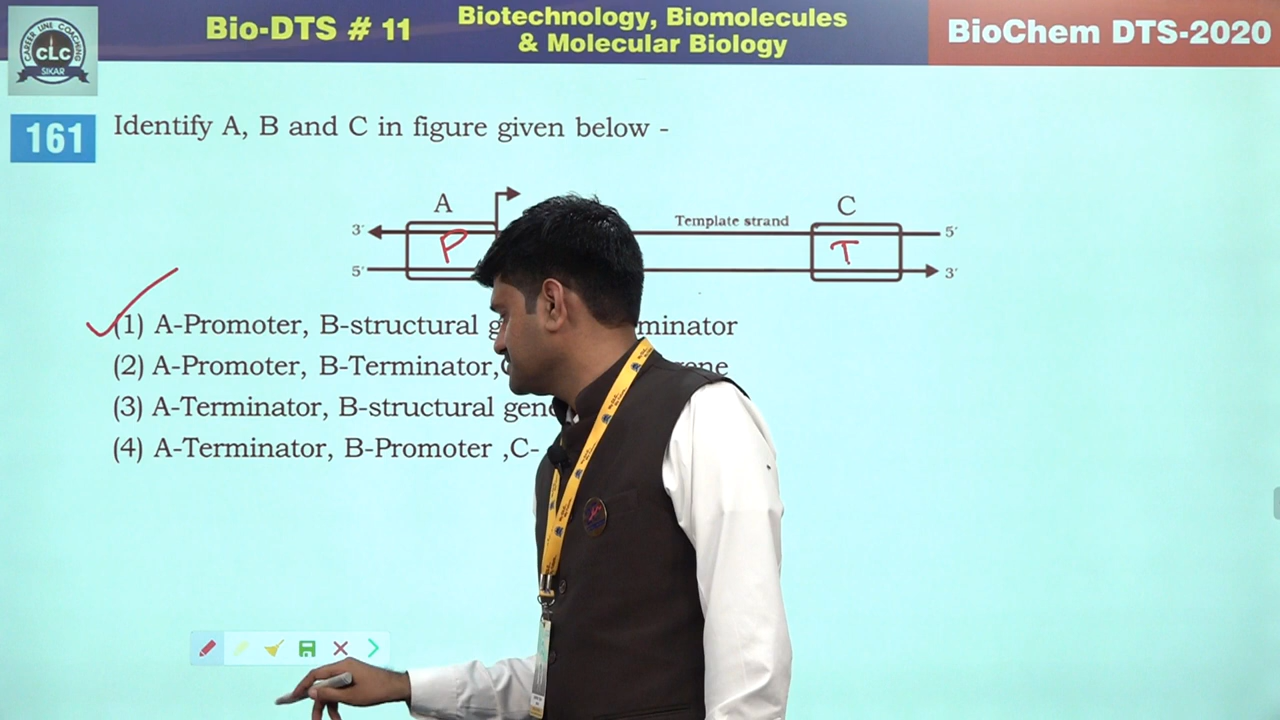 CAREER LINE COACHING
CLC
SIKAR
Bio-DTS # 11
Biotechnology, Biomolecules
& Molecular Biology
BioChem DTS-2020
161
Identify A, B and C in figure given below -
A
C
3′
Template strand
5′
P
T
5′
3′
(1) A-Promoter, B-structural g minator
(2) A-Promoter, B-Terminator, ene
(3) A-Terminator, B-structural gen
(4) A-Terminator, B-Promoter ,C-